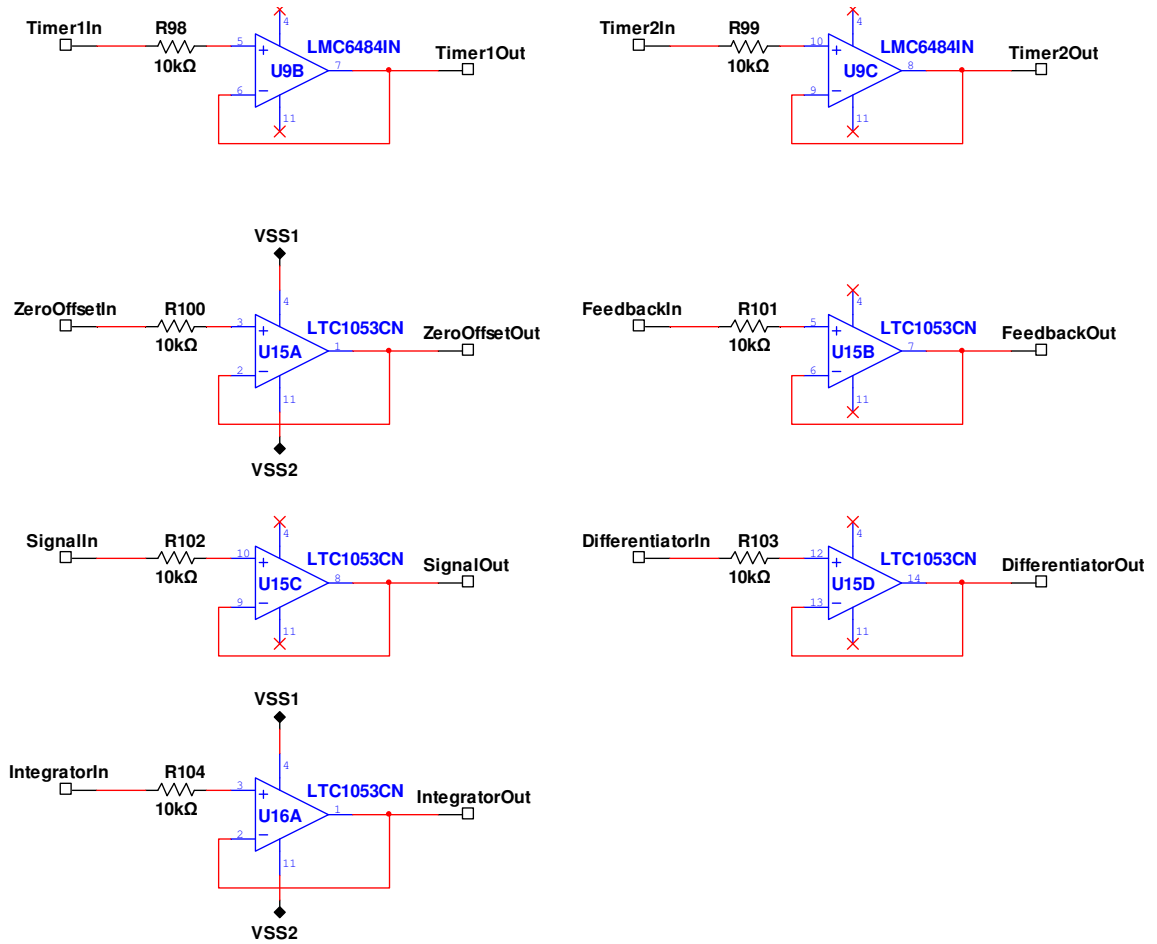 Timer1In R98 4 LMC6484IN Timer1Out
5 U9B 7
10kΩ
6
11
Timer2In R99 4 LMC6484IN Timer2Out
10 U9C 8
10kΩ
9
11
VSS1
4
ZeroOffsetIn R100 LTC1053CN ZeroOffsetOut
3 U15A 1
10kΩ
2
11
VSS2
4
FeedbackIn R101 LTC1053CN FeedbackOut
5 U15B 7
10kΩ
6
11
4
SignalIn R102 LTC1053CN SignalOut
10 U15C 8
10kΩ
9
11
4
DifferentiatorIn R103 LTC1053CN DifferentiatorOut
12 U15D 14
10kΩ
13
11
VSS1
4
IntegratorIn R104 LTC1053CN IntegratorOut
3 U16A 1
10kΩ
2
11
VSS2